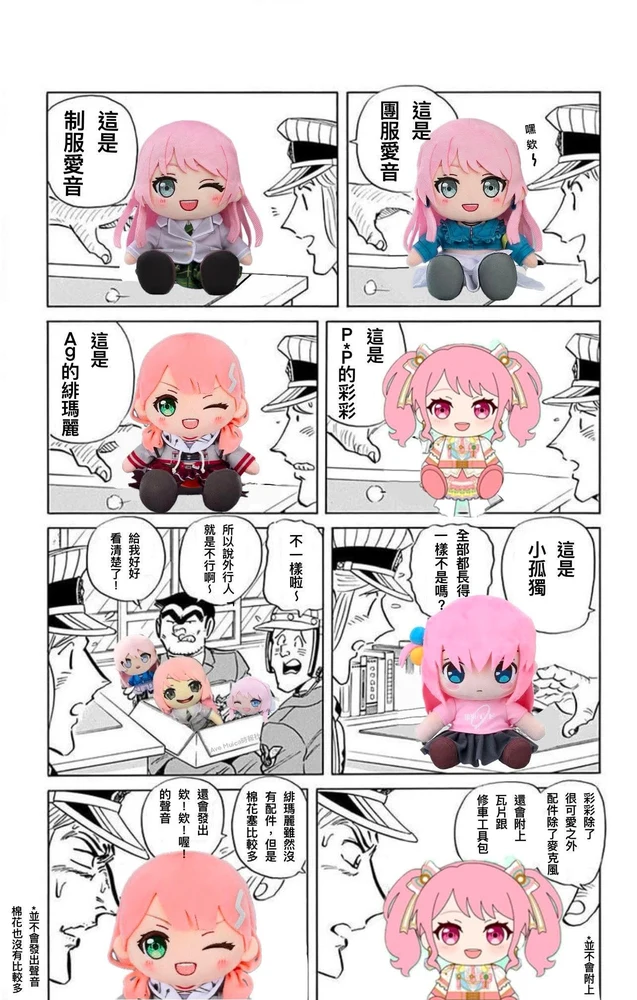 這是
團服愛音
嘿
欸~
這是
制服愛音
這是
P*P的彩彩
這是
Ag的緋瑪麗
這是
小孤獨
全部都長得
一樣不是嗎?
不一樣啦~
所以說外行人
就是不行啊~
給我好好
看清楚了!
彩彩除了
很可愛之外
配件除了麥克風
還會附上
瓦片跟
修車工具包
*並不會附上
緋瑪麗雖然沒
有配件,但是
棉花塞比較多
還會發出
欸!欸!喔!
的聲音
*並不會發出聲音
棉花也沒有比較多